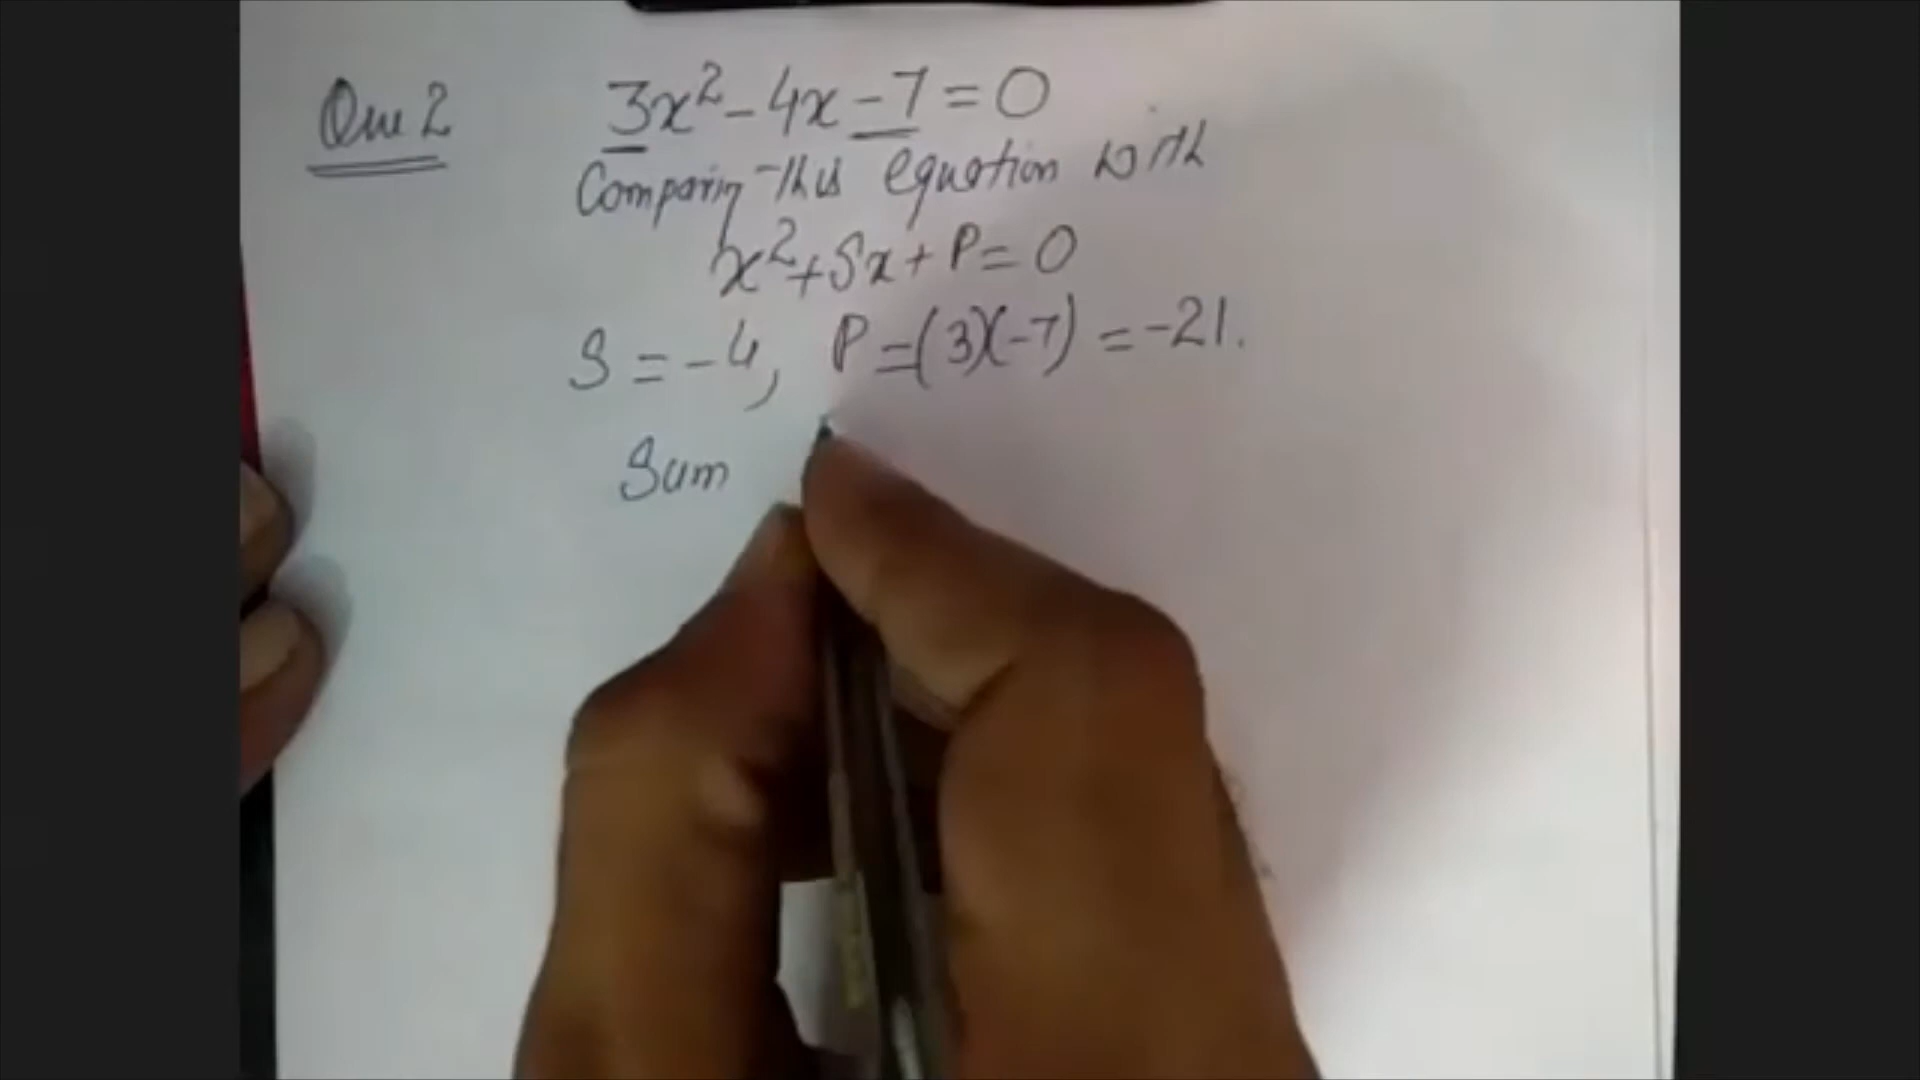 Que 2 3x² - 4x - 7 = 0
Comparing this equation with
x² + Sx + P = 0
S = -4, P = (3)(-7) = -21.
Sum